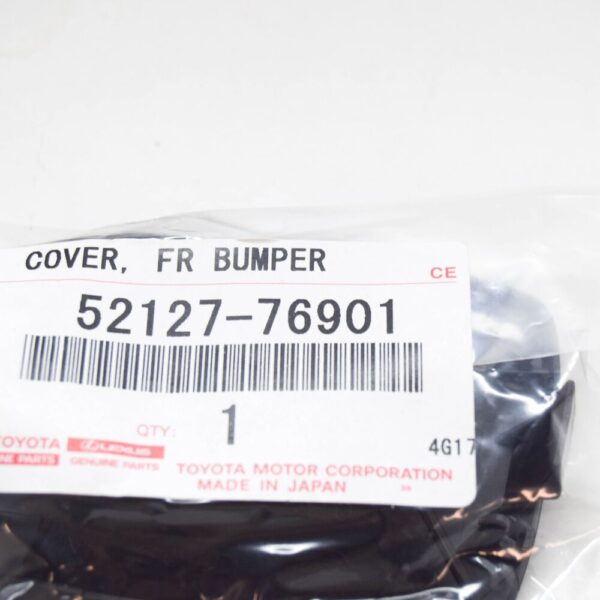 COVER, FR BUMPER
CE
52127-76901
QTY: 1
4G17
TOYOTA
GENUINE PARTS
LEXUS
GENUINE PARTS
TOYOTA MOTOR CORPORATION
MADE IN JAPAN